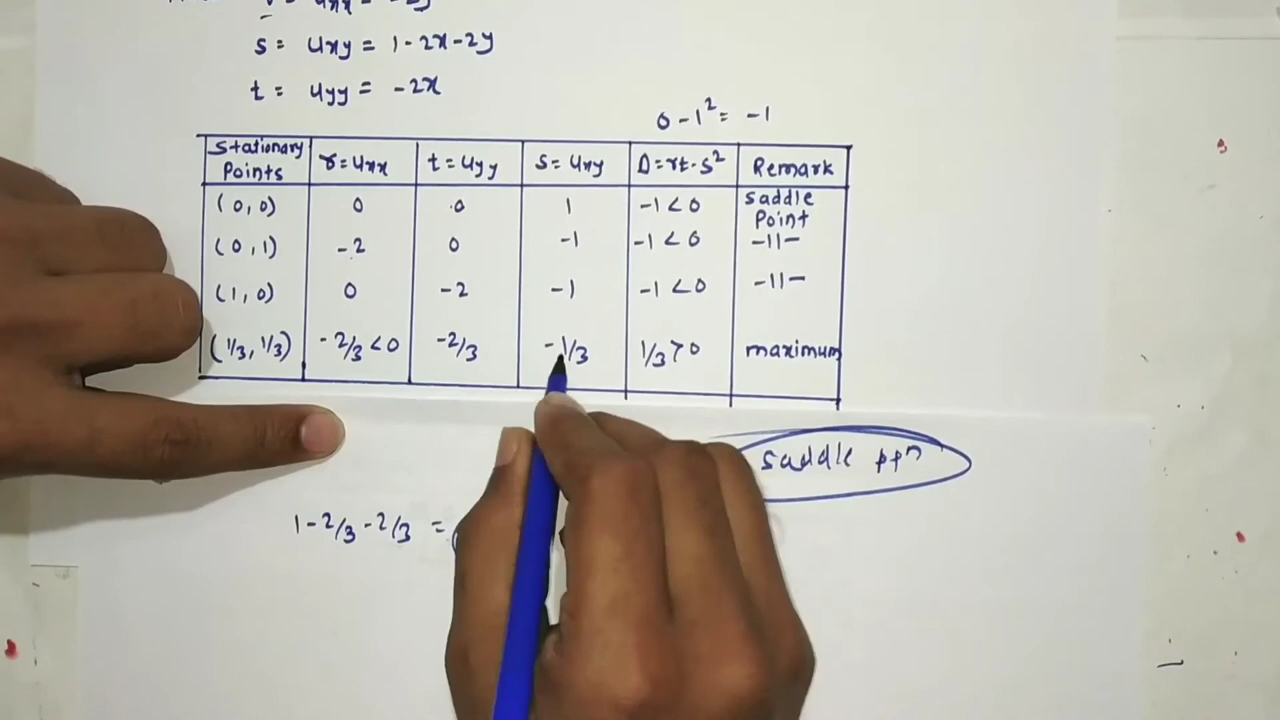 s = uxy = 1-2x-2y
t = uyy = -2x
0-1²= -1
Stationary Points r=uxx t=uyy s=uxy D=rt-s² Remark
(0,0) 0 0 1 -1<0 saddle Point
(0,1) -2 0 -1 -1<0 -11-
(1,0) 0 -2 -1 -1<0 -11-
(1/3, 1/3) -2/3<0 -2/3 -1/3 1/3>0 maximum
saddle
1-2/3-2/3 =